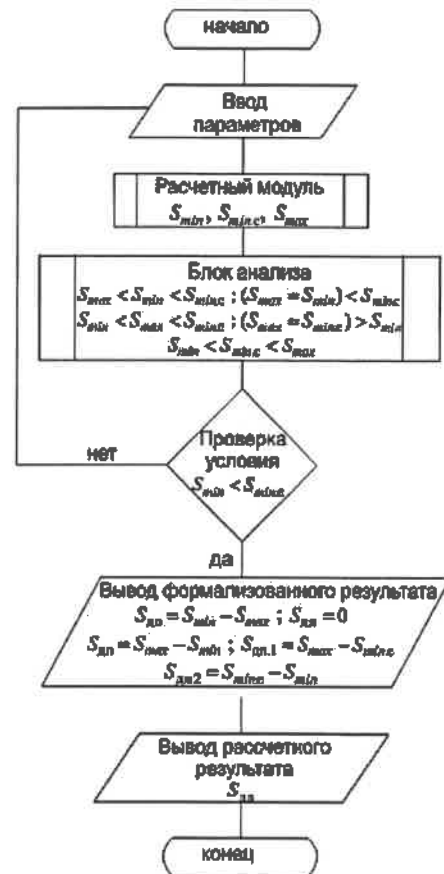 начало
Ввод
параметров
Расчетный модуль
S_min, S_minc, S_max
Блок анализа
S_max < S_min < S_minc ; (S_max = S_min) < S_minc
S_min < S_max < S_minc ; (S_max = S_minc) > S_min
S_min < S_minc < S_max
Проверка
условия
S_min < S_minc
нет
да
Вывод формализованного результата
S_дп = S_min − S_max ; S_дп = 0
S_дп = S_max − S_min ; S_дп.1 = S_max − S_minc
S_дп2 = S_minc − S_min
Вывод рассчеткого
результата
S_дп
конец